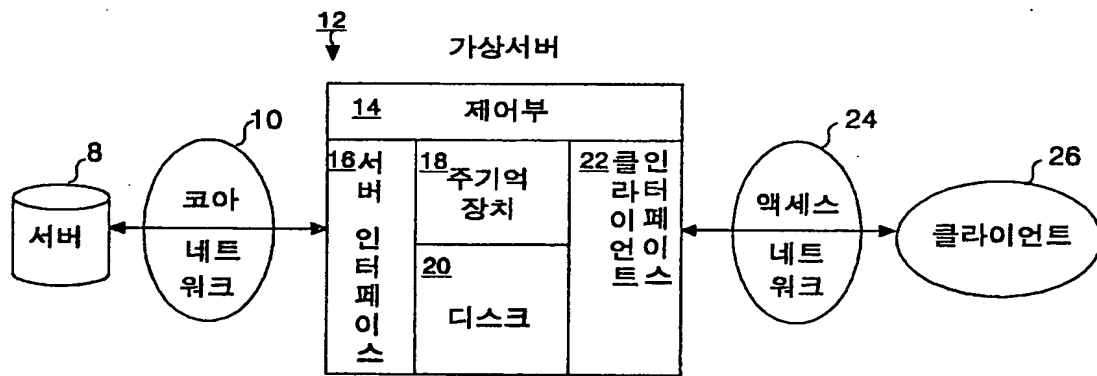 12
가상서버
14 제어부
8
서버
10
코아
네트
워크
16 서버 인터페이스
18 주기억
장치
20
디스크
22 클라이언트
인터페이스
24
액세스
네트
워크
26
클라이언트